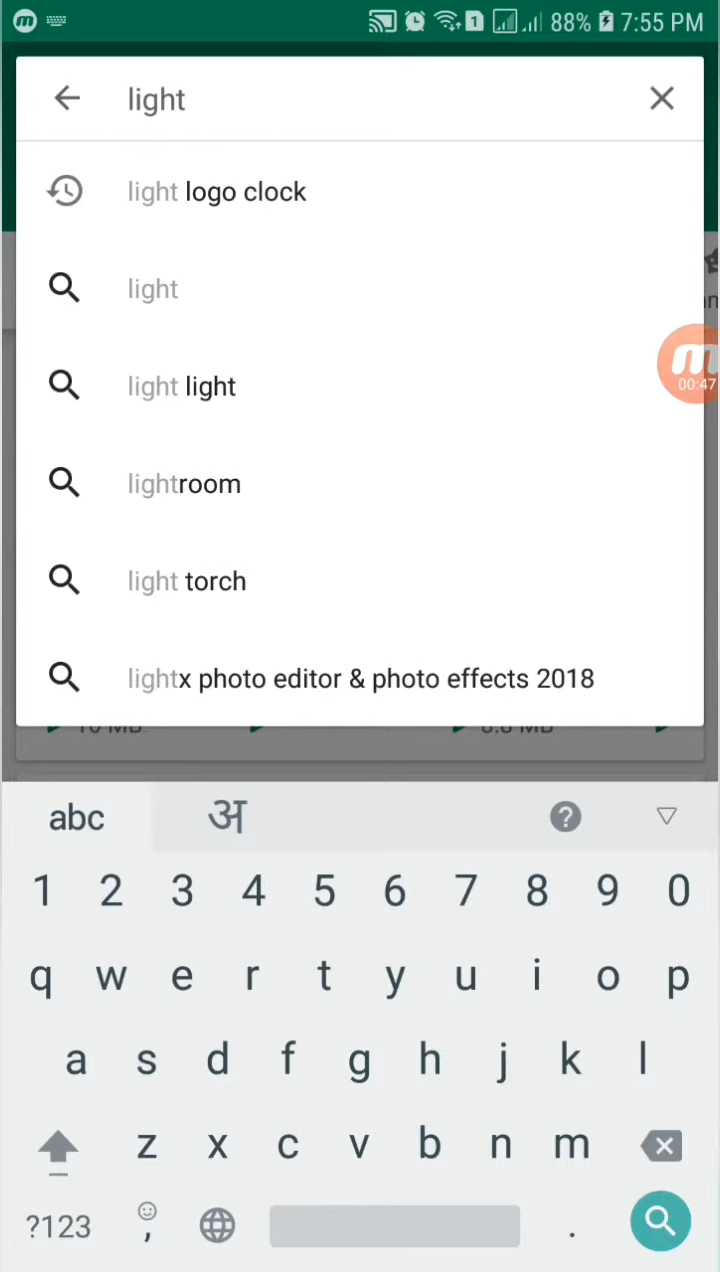 1 88% 7:55 PM
light
light logo clock
light
light light
lightroom
light torch
lightx photo editor & photo effects 2018
00:47
abc अ ?
1 2 3 4 5 6 7 8 9 0
q w e r t y u i o p
a s d f g h j k l
z x c v b n m
?123 , .